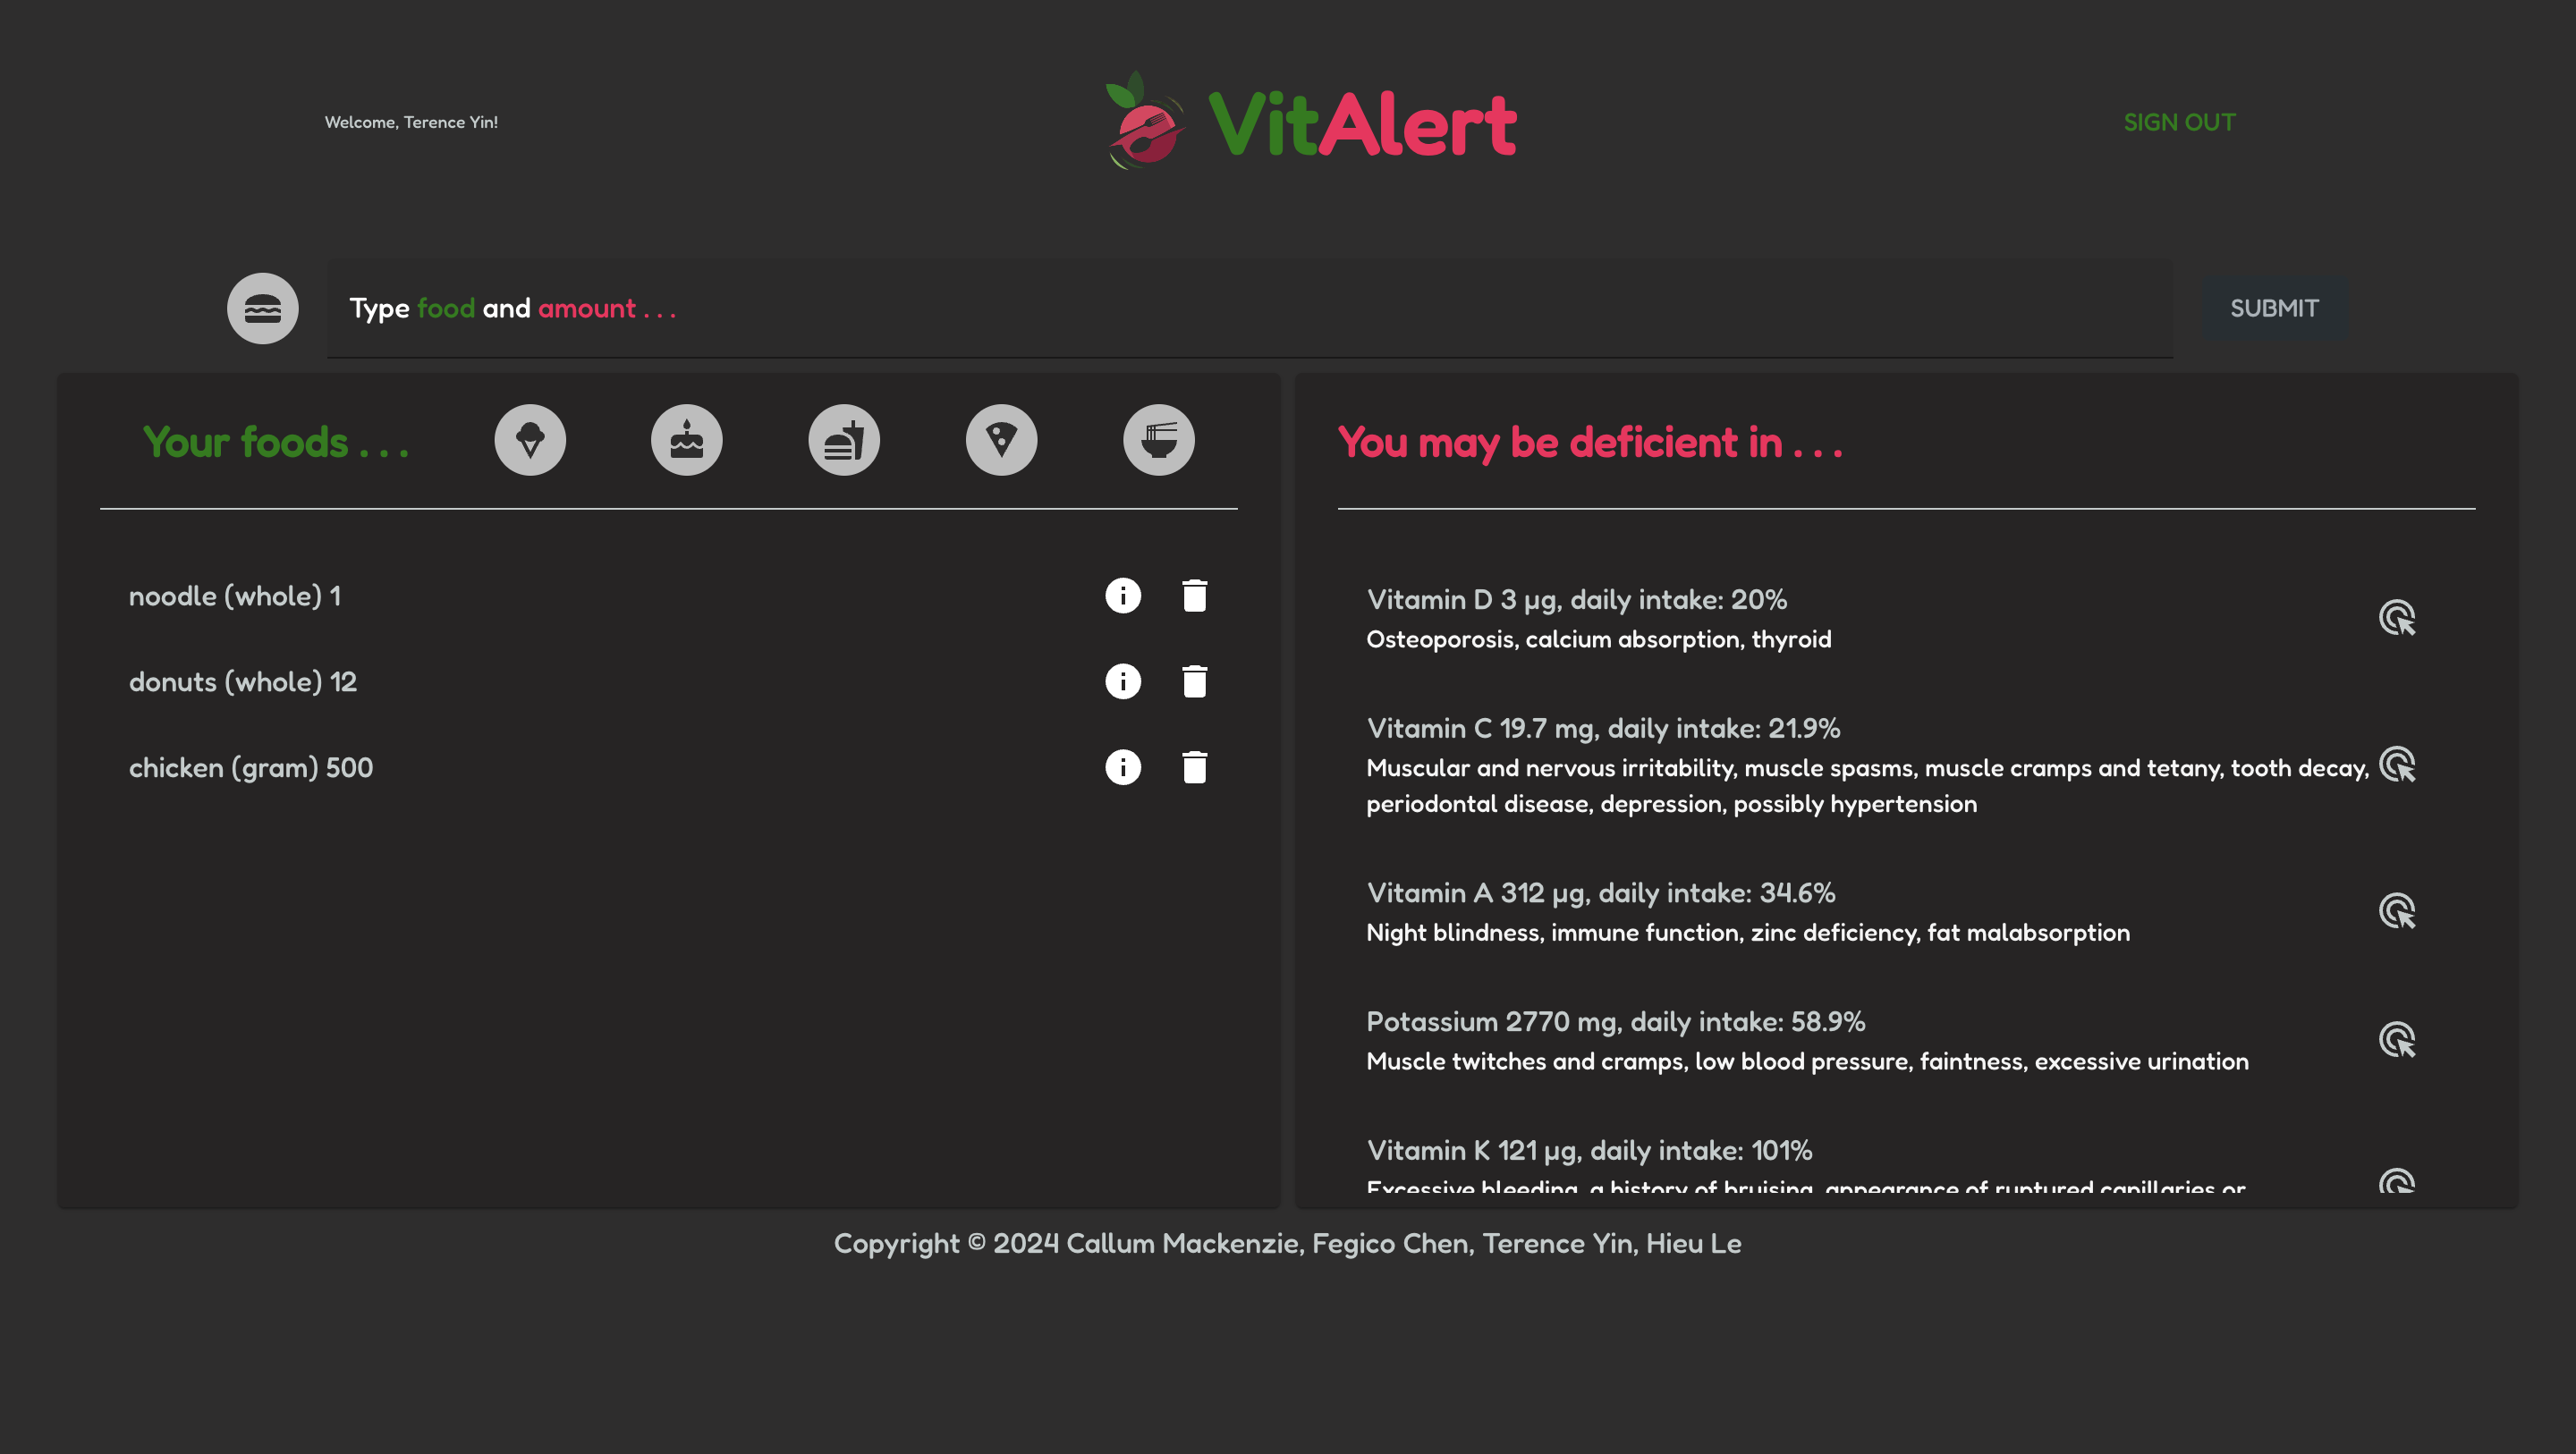 Welcome, Terence Yin!
VitAlert
SIGN OUT
Type food and amount . . .
SUBMIT
Your foods . . .
noodle (whole) 1
donuts (whole) 12
chicken (gram) 500
You may be deficient in . . .
Vitamin D 3 µg, daily intake: 20%
Osteoporosis, calcium absorption, thyroid
Vitamin C 19.7 mg, daily intake: 21.9%
Muscular and nervous irritability, muscle spasms, muscle cramps and tetany, tooth decay,
periodontal disease, depression, possibly hypertension
Vitamin A 312 µg, daily intake: 34.6%
Night blindness, immune function, zinc deficiency, fat malabsorption
Potassium 2770 mg, daily intake: 58.9%
Muscle twitches and cramps, low blood pressure, faintness, excessive urination
Vitamin K 121 µg, daily intake: 101%
Excessive bleeding, a history of bruising, appearance of ruptured capillaries or
Copyright © 2024 Callum Mackenzie, Fegico Chen, Terence Yin, Hieu Le